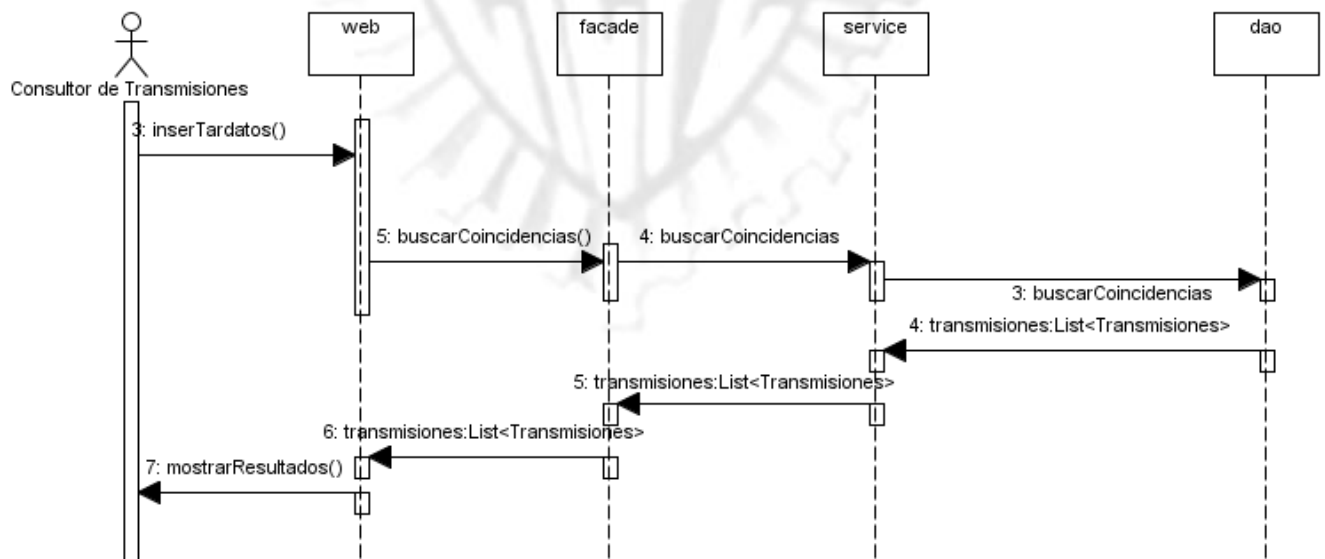 web
facade
service
dao
Consultor de Transmisiones
3: inserTardatos()
5: buscarCoincidencias()
4: buscarCoincidencias
3: buscarCoincidencias
4: transmisiones:List<Transmisiones>
5: transmisiones:List<Transmisiones>
6: transmisiones:List<Transmisiones>
7: mostrarResultados()